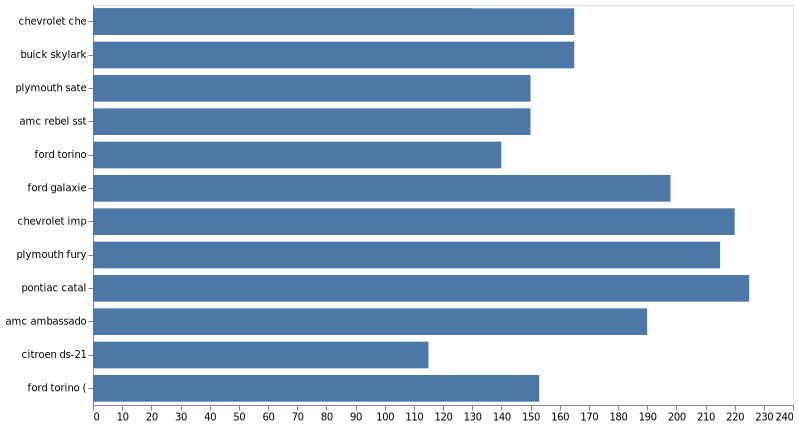 chevrolet che
buick skylark
plymouth sate
amc rebel sst
ford torino
ford galaxie
chevrolet imp
plymouth fury
pontiac catal
amc ambassado
citroen ds-21
ford torino (
0 10 20 30 40 50 60 70 80 90 100 110 120 130 140 150 160 170 180 190 200 210 220 230 240